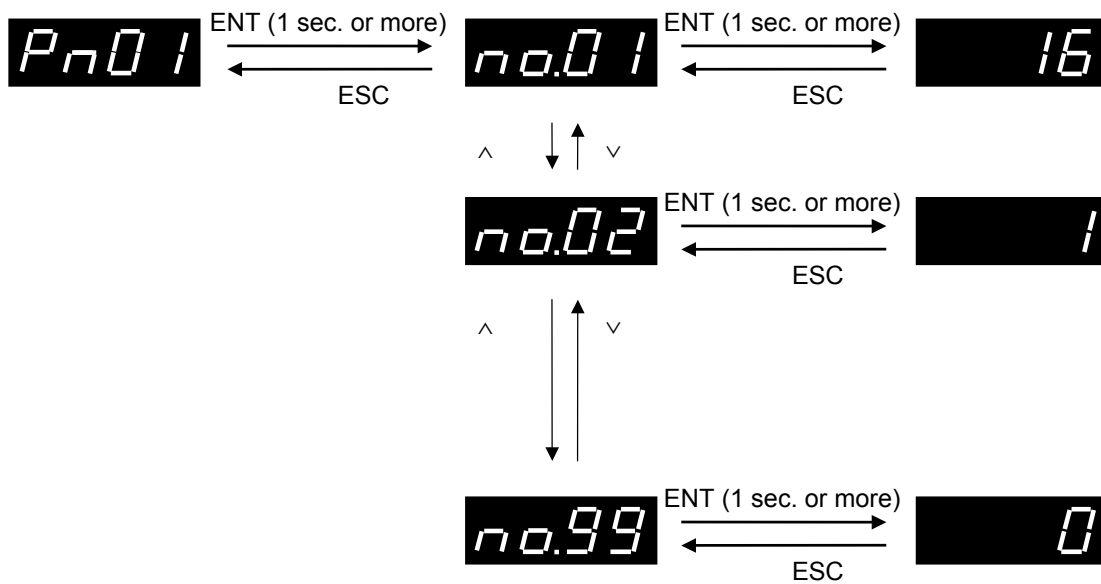 ENT (1 sec. or more) ENT (1 sec. or more)
Pn01 no.01 16
ESC ESC
∧ ∨
ENT (1 sec. or more)
no.02 1
ESC
∧ ∨
ENT (1 sec. or more)
no.99 0
ESC